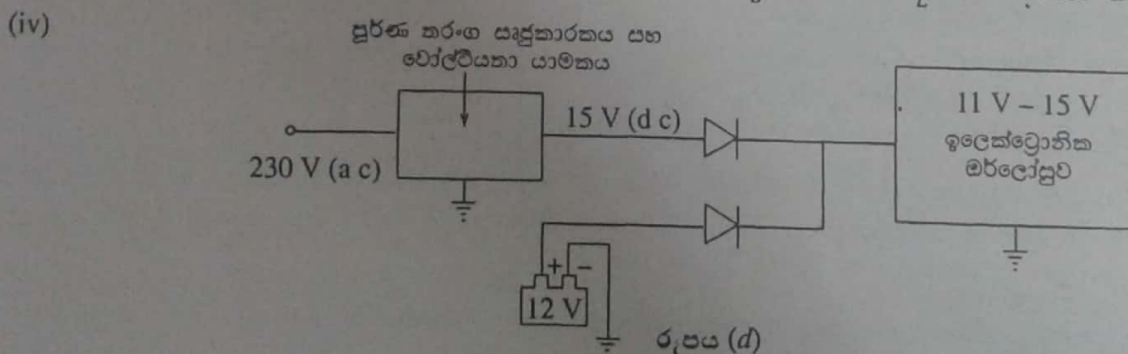 (iv)
පූර්ණ තරංග සෘජුකාරකය සහ
වෝල්ටීයතා යාමකය
15 V (d c)
230 V (a c)
11 V – 15 V
ඉලෙක්ට්‍රොනික
ඔර්ලෝසුව
+ −
12 V
රූපය (d)